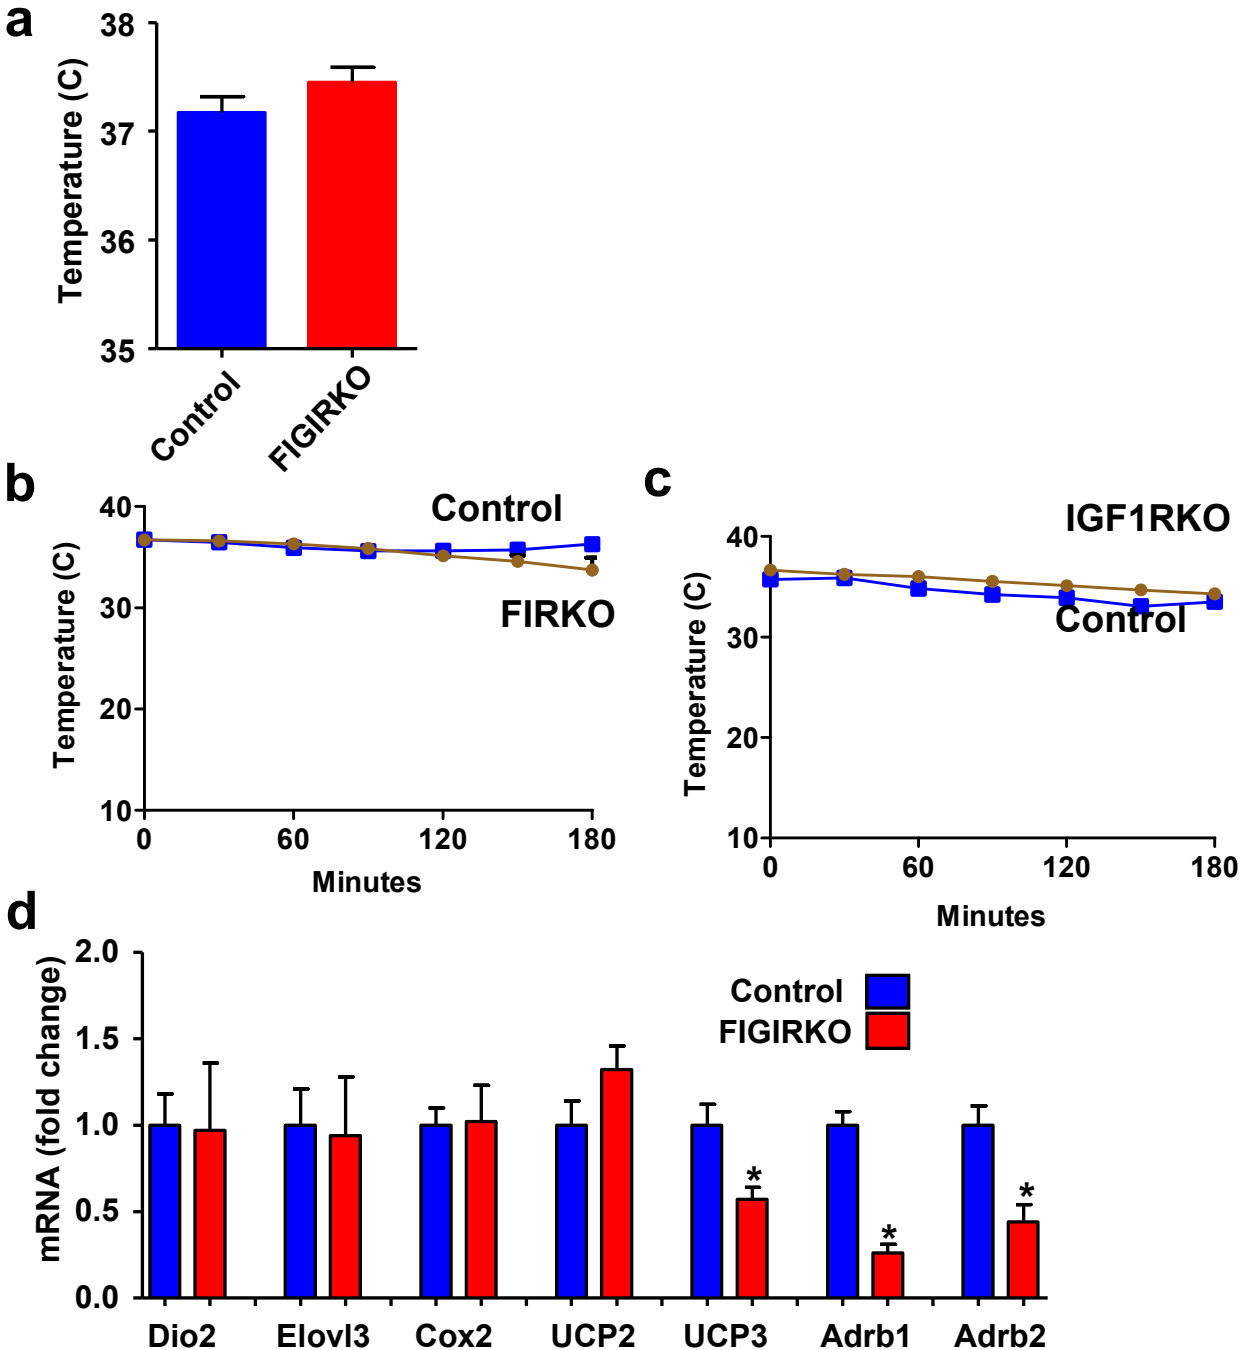 a
38
37
36
35
Temperature (C)
Control
FIGIRKO
b
40
30
20
10
Temperature (C)
Control
FIRKO
0 60 120 180
Minutes
c
40
30
20
10
Temperature (C)
IGF1RKO
Control
0 60 120 180
Minutes
d
2.0
1.5
1.0
0.5
0.0
mRNA (fold change)
Control
FIGIRKO
* * *
Dio2 Elovl3 Cox2 UCP2 UCP3 Adrb1 Adrb2